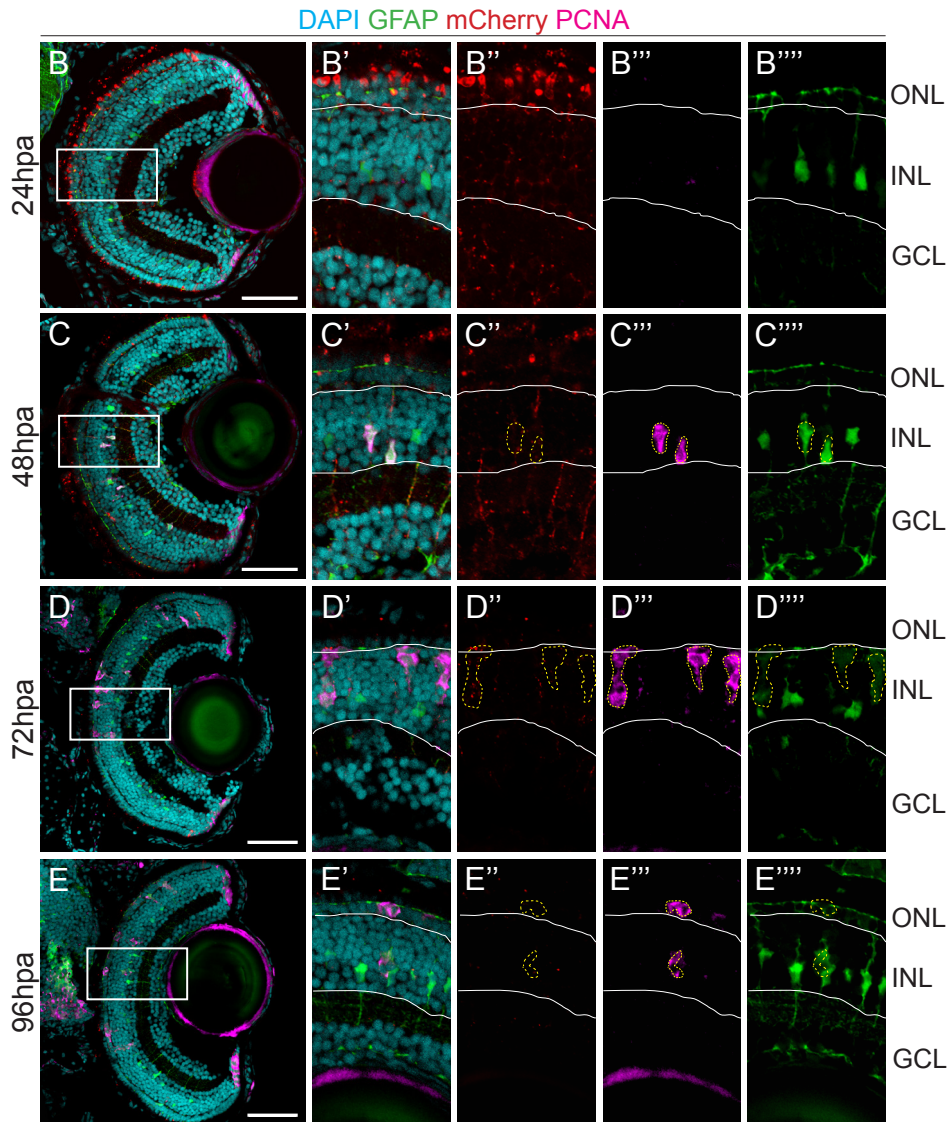 DAPI GFAP mCherry PCNA
B B' B'' B''' B''''
24hpa
ONL
INL
GCL
C C' C'' C''' C''''
48hpa
ONL
INL
GCL
D D' D'' D''' D''''
72hpa
ONL
INL
GCL
E E' E'' E''' E''''
96hpa
ONL
INL
GCL